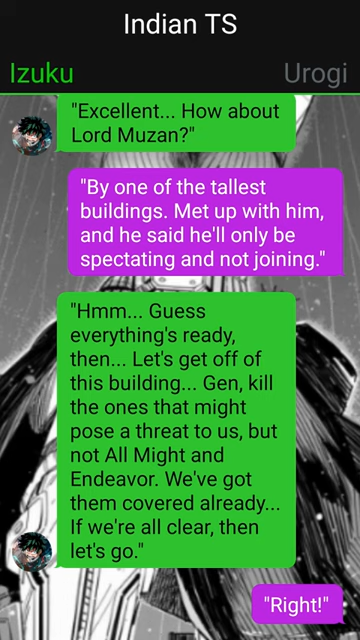 Indian TS
Izuku Urogi
"Excellent... How about
Lord Muzan?"
"By one of the tallest
buildings. Met up with him,
and he said he'll only be
spectating and not joining."
"Hmm... Guess
everything's ready,
then... Let's get off of
this building... Gen, kill
the ones that might
pose a threat to us, but
not All Might and
Endeavor. We've got
them covered already...
If we're all clear, then
let's go."
"Right!"